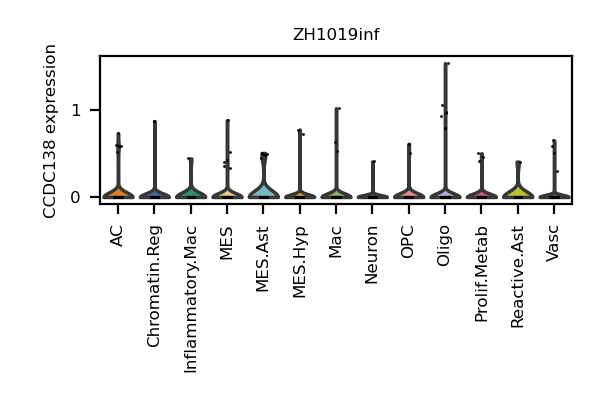 ZH1019inf
CCDC138 expression
1
0
AC
Chromatin.Reg
Inflammatory.Mac
MES
MES.Ast
MES.Hyp
Mac
Neuron
OPC
Oligo
Prolif.Metab
Reactive.Ast
Vasc